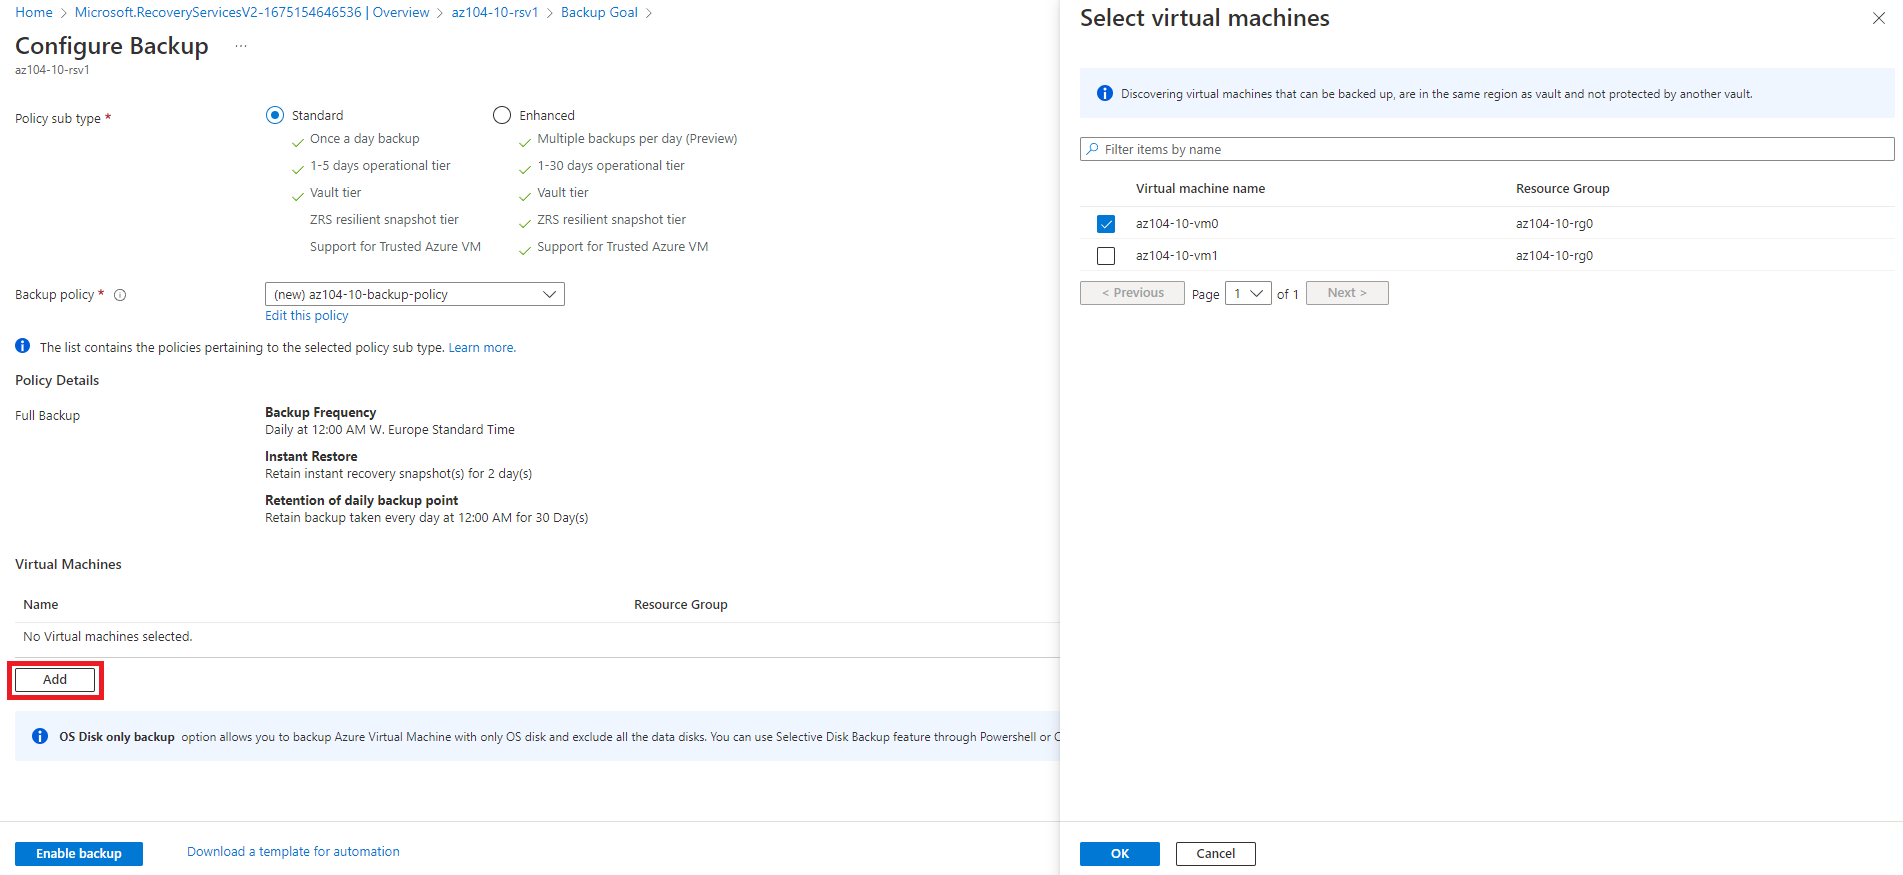 Home > Microsoft.RecoveryServicesV2-1675154646536 | Overview > az104-10-rsv1 > Backup Goal >
Configure Backup ...
az104-10-rsv1
Policy sub type *
Standard
Once a day backup
1-5 days operational tier
Vault tier
ZRS resilient snapshot tier
Support for Trusted Azure VM
Enhanced
Multiple backups per day (Preview)
1-30 days operational tier
Vault tier
ZRS resilient snapshot tier
Support for Trusted Azure VM
Backup policy *
(new) az104-10-backup-policy
Edit this policy
The list contains the policies pertaining to the selected policy sub type. Learn more.
Policy Details
Full Backup
Backup Frequency
Daily at 12:00 AM W. Europe Standard Time
Instant Restore
Retain instant recovery snapshot(s) for 2 day(s)
Retention of daily backup point
Retain backup taken every day at 12:00 AM for 30 Day(s)
Virtual Machines
Name Resource Group
No Virtual machines selected.
Add
OS Disk only backup option allows you to backup Azure Virtual Machine with only OS disk and exclude all the data disks. You can use Selective Disk Backup feature through Powershell or
Enable backup Download a template for automation
Select virtual machines
Discovering virtual machines that can be backed up, are in the same region as vault and not protected by another vault.
Filter items by name
Virtual machine name Resource Group
az104-10-vm0 az104-10-rg0
az104-10-vm1 az104-10-rg0
< Previous Page 1 of 1 Next >
OK Cancel